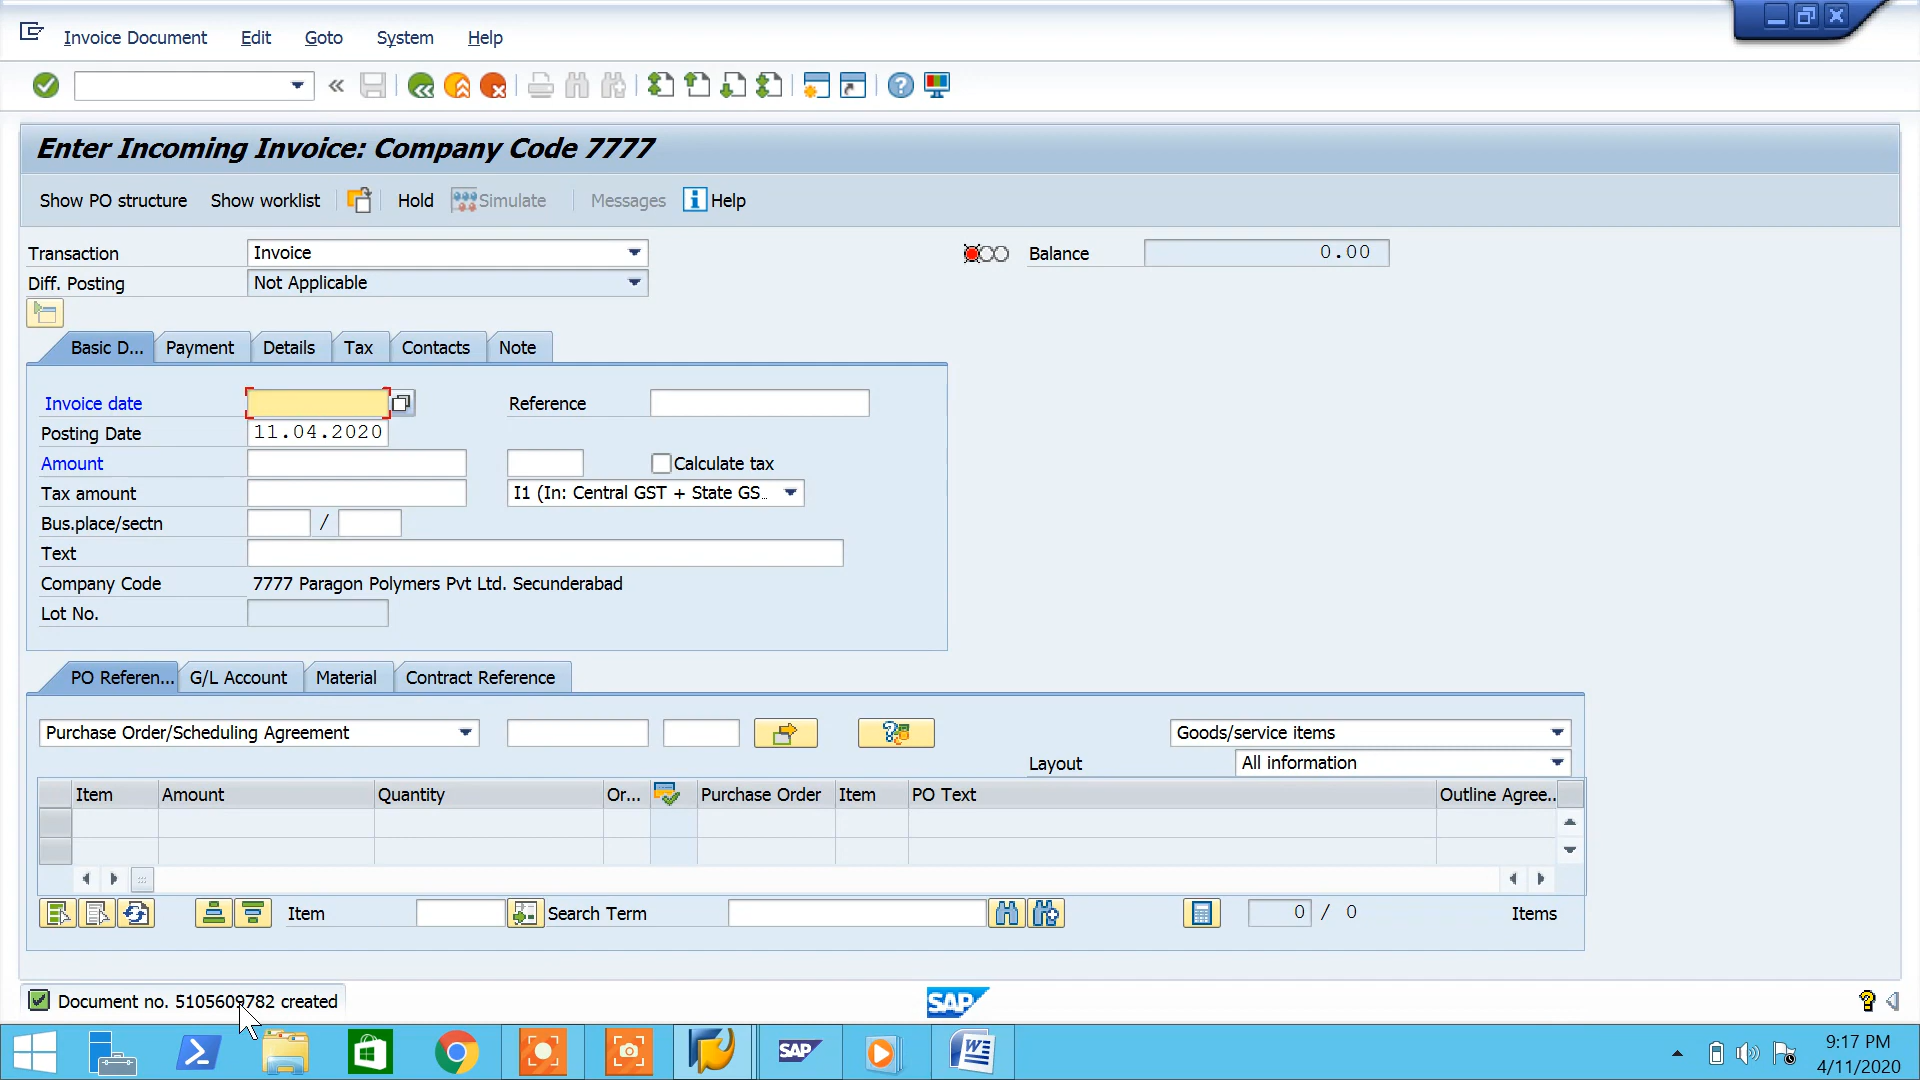 Invoice Document Edit Goto System Help
Enter Incoming Invoice: Company Code 7777
Show PO structure Show worklist Hold Simulate Messages Help
Transaction Invoice Balance 0.00
Diff. Posting Not Applicable
Basic D... Payment Details Tax Contacts Note
Invoice date Reference
Posting Date 11.04.2020
Amount Calculate tax
Tax amount I1 (In: Central GST + State GS...
Bus.place/sectn /
Text
Company Code 7777 Paragon Polymers Pvt Ltd. Secunderabad
Lot No.
PO Referen... G/L Account Material Contract Reference
Purchase Order/Scheduling Agreement Goods/service items
Layout All information
Item Amount Quantity Or... Purchase Order Item PO Text Outline Agree..
Item Search Term 0 / 0 Items
Document no. 5105609782 created SAP
SAP 9:17 PM
4/11/2020